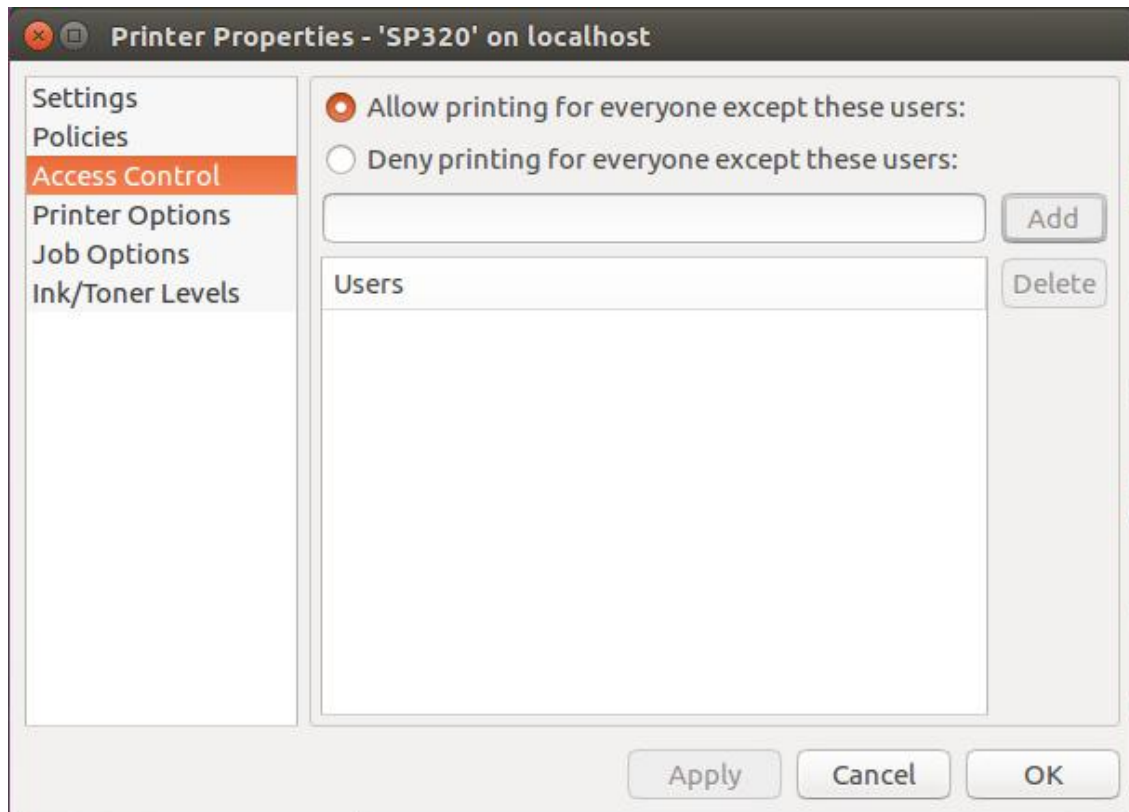 Printer Properties - 'SP320' on localhost
Settings
Policies
Access Control
Printer Options
Job Options
Ink/Toner Levels
Allow printing for everyone except these users:
Deny printing for everyone except these users:
Add
Users
Delete
Apply
Cancel
OK